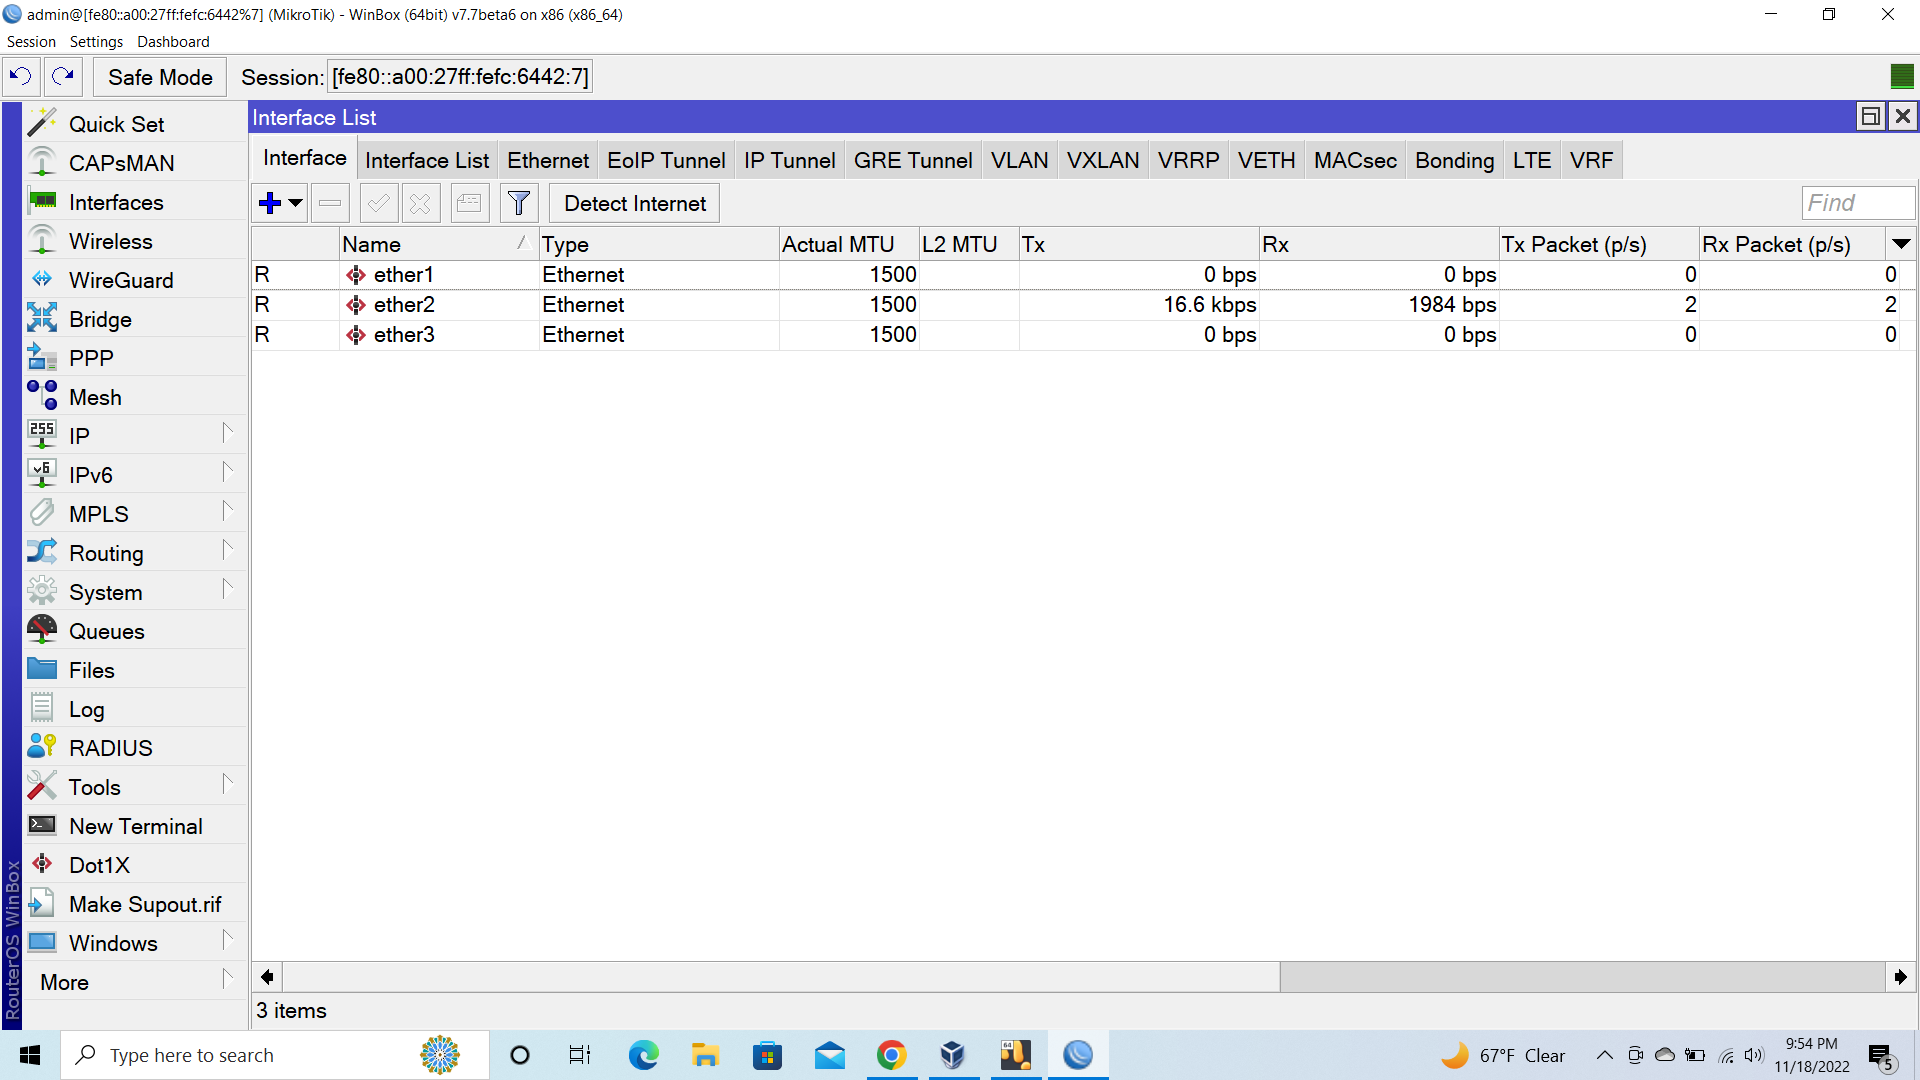 admin@[fe80::a00:27ff:fefc:6442%7] (MikroTik) - WinBox (64bit) v7.7beta6 on x86 (x86_64)
Session Settings Dashboard
Safe Mode Session: [fe80::a00:27ff:fefc:6442:7]
RouterOS WinBox
Quick Set
CAPsMAN
Interfaces
Wireless
WireGuard
Bridge
PPP
Mesh
255 IP
v6 IPv6
MPLS
Routing
System
Queues
Files
Log
RADIUS
Tools
New Terminal
Dot1X
Make Supout.rif
Windows
More
Interface List
Interface Interface List Ethernet EoIP Tunnel IP Tunnel GRE Tunnel VLAN VXLAN VRRP VETH MACsec Bonding LTE VRF
Detect Internet Find
Name Type Actual MTU L2 MTU Tx Rx Tx Packet (p/s) Rx Packet (p/s)
R ether1 Ethernet 1500 0 bps 0 bps 0 0
R ether2 Ethernet 1500 16.6 kbps 1984 bps 2 2
R ether3 Ethernet 1500 0 bps 0 bps 0 0
3 items
Type here to search 64 67°F Clear 9:54 PM
11/18/2022 5